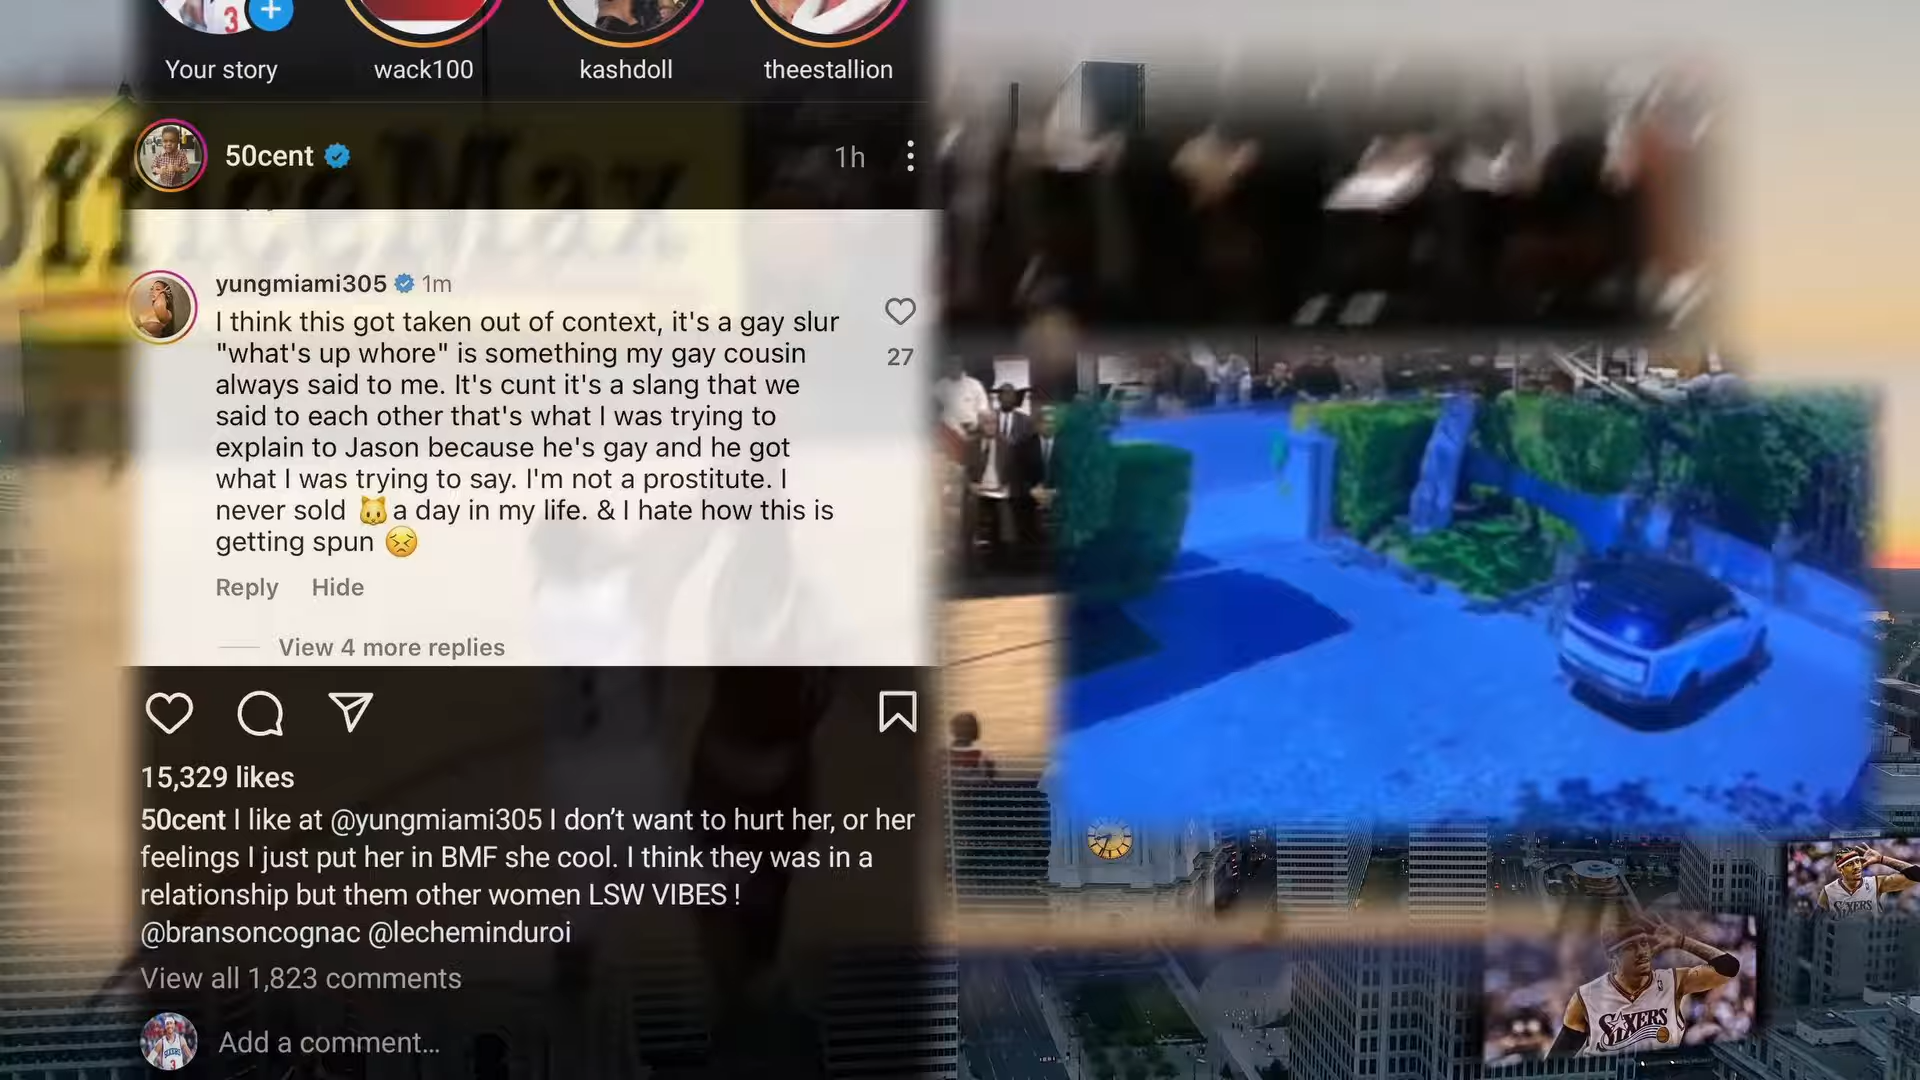 Your story
wack100
kashdoll
theestallion
50cent
1h
OfficeMax
yungmiami305 1m
I think this got taken out of context, it's a gay slur
"what's up whore" is something my gay cousin
always said to me. It's cunt it's a slang that we
said to each other that's what I was trying to
explain to Jason because he's gay and he got
what I was trying to say. I'm not a prostitute. I
never sold 🐱 a day in my life. & I hate how this is
getting spun 😣
27
Reply Hide
View 4 more replies
15,329 likes
50cent I like at @yungmiami305 I don’t want to hurt her, or her
feelings I just put her in BMF she cool. I think they was in a
relationship but them other women LSW VIBES !
@bransoncognac @lecheminduroi
View all 1,823 comments
Add a comment...
SIXERS
SIXERS